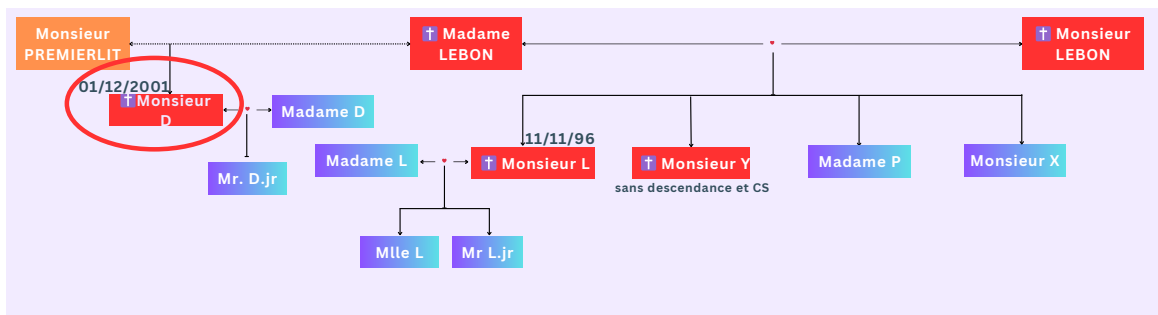 Monsieur
PREMIERLIT
✝️ Madame
LEBON
✝️ Monsieur
LEBON
01/12/2001
✝️Monsieur
D
Madame D
Mr. D.jr
11/11/96
Madame L
✝️ Monsieur L
✝️ Monsieur Y
sans descendance et CS
Madame P
Monsieur X
Mlle L
Mr L.jr